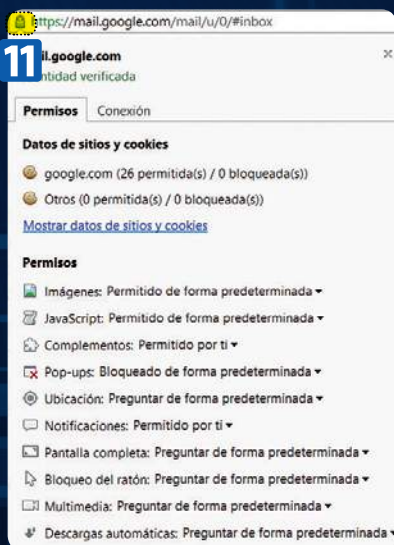 https://mail.google.com/mail/u/0/#inbox
11
il.google.com
ntidad verificada
Permisos Conexión
Datos de sitios y cookies
google.com (26 permitida(s) / 0 bloqueada(s))
Otros (0 permitida(s) / 0 bloqueada(s))
Mostrar datos de sitios y cookies
Permisos
Imágenes: Permitido de forma predeterminada
JavaScript: Permitido de forma predeterminada
Complementos: Permitido por ti
Pop-ups: Bloqueado de forma predeterminada
Ubicación: Preguntar de forma predeterminada
Notificaciones: Permitido por ti
Pantalla completa: Preguntar de forma predeterminada
Bloqueo del ratón: Preguntar de forma predeterminada
Multimedia: Preguntar de forma predeterminada
Descargas automáticas: Preguntar de forma predeterminada